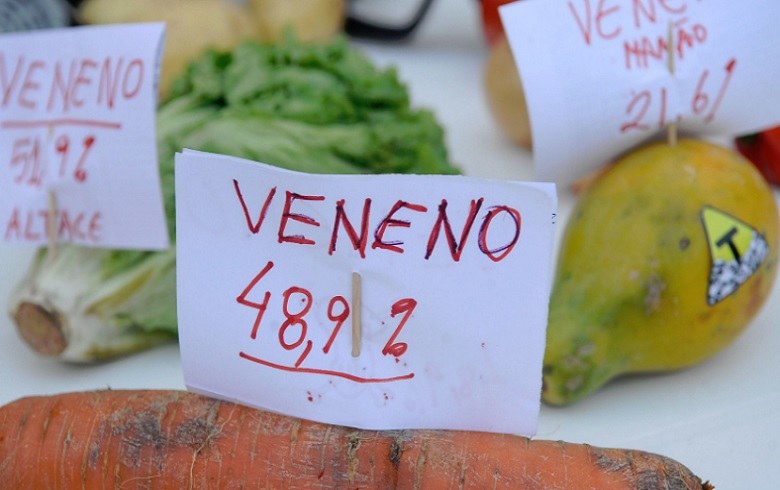 VENENO
51,9%
ALFACE
VENENO
48,9%
VENENO
MAMÃO
21,6%
T